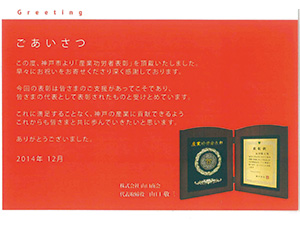 Greeting
ごあいさつ
この度、神戸市より「産業功労者表彰」を頂戴いたしました。
早々にお祝いをお寄せくださり深く感謝しております。
今回の表彰は皆さまのご支援があってこそであり、
皆さまの代表として表彰されたものと受けとめています。
これに満足することなく、神戸の産業に貢献できるよう
これからも皆さまと共に歩んでいきたいと思います。
ありがとうございました。
2014年 12月
代表取締役 山口 敬